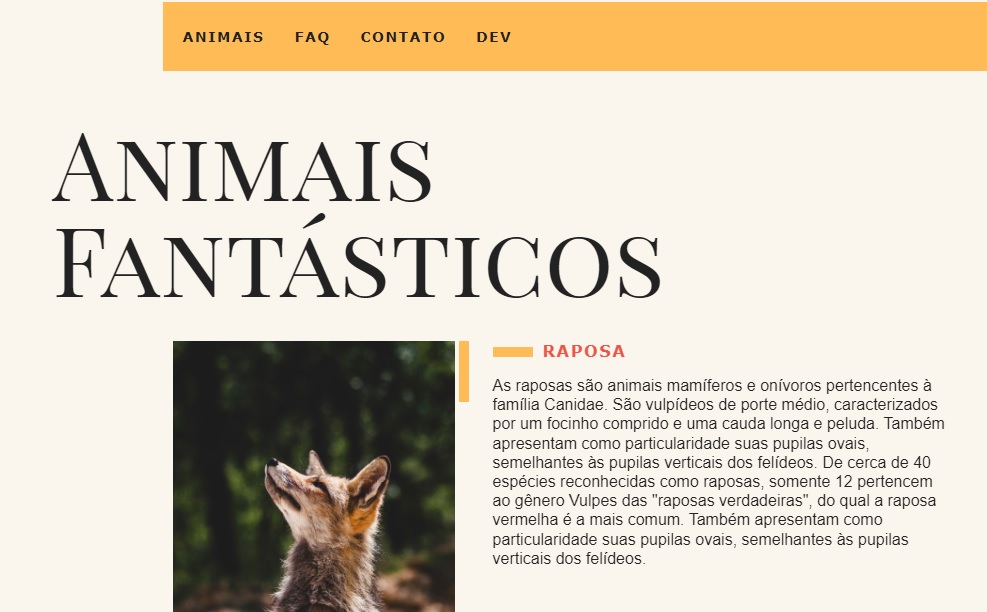 ANIMAIS FAQ CONTATO DEV
Animais
Fantásticos
RAPOSA
As raposas são animais mamíferos e onívoros pertencentes à
família Canidae. São vulpídeos de porte médio, caracterizados
por um focinho comprido e uma cauda longa e peluda. Também
apresentam como particularidade suas pupilas ovais,
semelhantes às pupilas verticais dos felídeos. De cerca de 40
espécies reconhecidas como raposas, somente 12 pertencem
ao gênero Vulpes das "raposas verdadeiras", do qual a raposa
vermelha é a mais comum. Também apresentam como
particularidade suas pupilas ovais, semelhantes às pupilas
verticais dos felídeos.